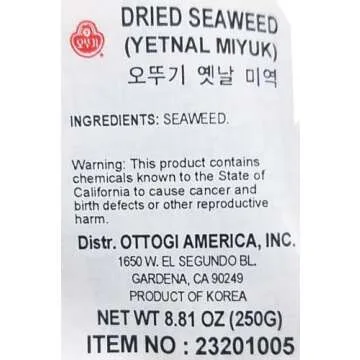 오뚜기
DRIED SEAWEED
(YETNAL MIYUK)
오뚜기 옛날 미역
INGREDIENTS: SEAWEED.
Warning: This product contains
chemicals known to the State of
California to cause cancer and
birth defects or other reproductive
harm.
Distr. OTTOGI AMERICA, INC.
1650 W. EL SEGUNDO BL.
GARDENA, CA 90249
PRODUCT OF KOREA
NET WT 8.81 OZ (250G)
ITEM NO : 23201005